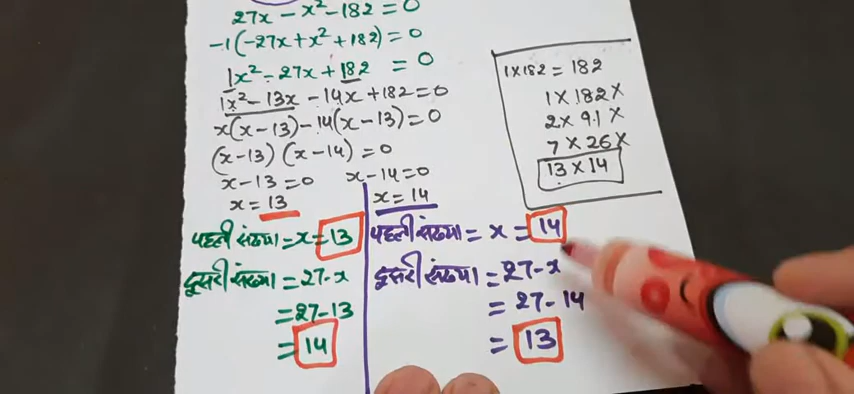 27x - x² - 182 = 0
-1(-27x + x² + 182) = 0
1x² - 27x + 182 = 0
1x² - 13x - 14x + 182 = 0
x(x - 13) - 14(x - 13) = 0
(x - 13) (x - 14) = 0
x - 13 = 0 x - 14 = 0
x = 13 x = 14
पहली संख्या = x = 13
दूसरी संख्या = 27 - x
= 27 - 13
= 14
पहली संख्या = x = 14
दूसरी संख्या = 27 - x
= 27 - 14
= 13
1 × 182 = 182
1 × 182 ×
2 × 91 ×
7 × 26 ×
13 × 14